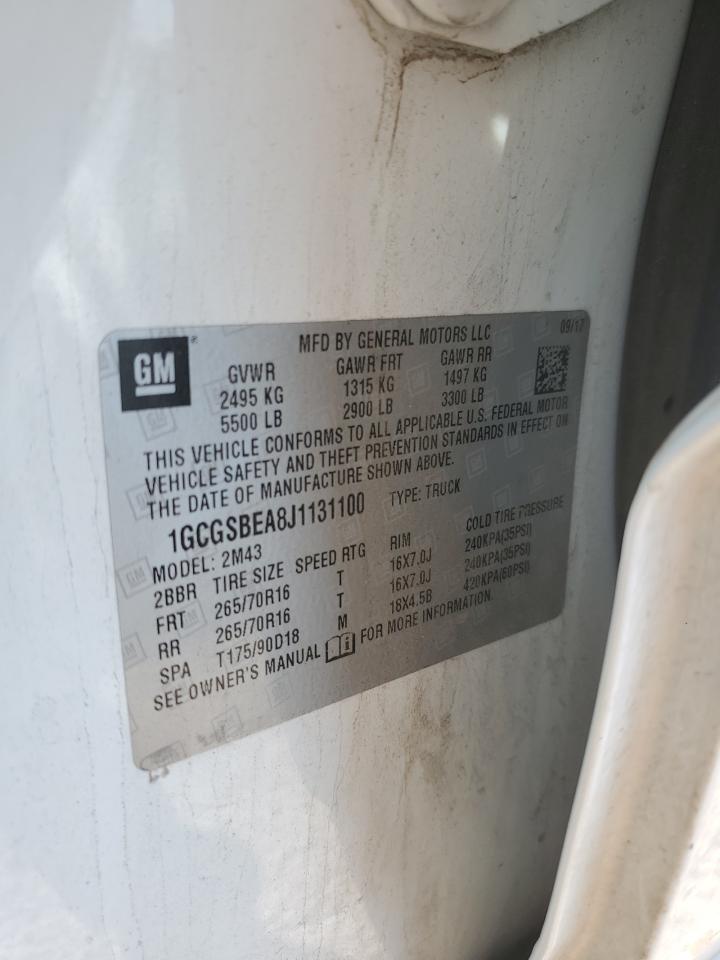 GM
MFD BY GENERAL MOTORS LLC 09/17
GVWR GAWR FRT GAWR RR
2495 KG 1315 KG 1497 KG
5500 LB 2900 LB 3300 LB
THIS VEHICLE CONFORMS TO ALL APPLICABLE U.S. FEDERAL MOTOR
VEHICLE SAFETY AND THEFT PREVENTION STANDARDS IN EFFECT ON
THE DATE OF MANUFACTURE SHOWN ABOVE.
1GCGSBEA8J1131100 TYPE: TRUCK
MODEL: 2M43
2BBR TIRE SIZE SPEED RTG RIM COLD TIRE PRESSURE
FRT 265/70R16 T 16X7.0J 240KPA(35PSI)
RR 265/70R16 T 16X7.0J 240KPA(35PSI)
SPA T175/90D18 M 18X4.5B 420KPA(60PSI)
SEE OWNER'S MANUAL FOR MORE INFORMATION.